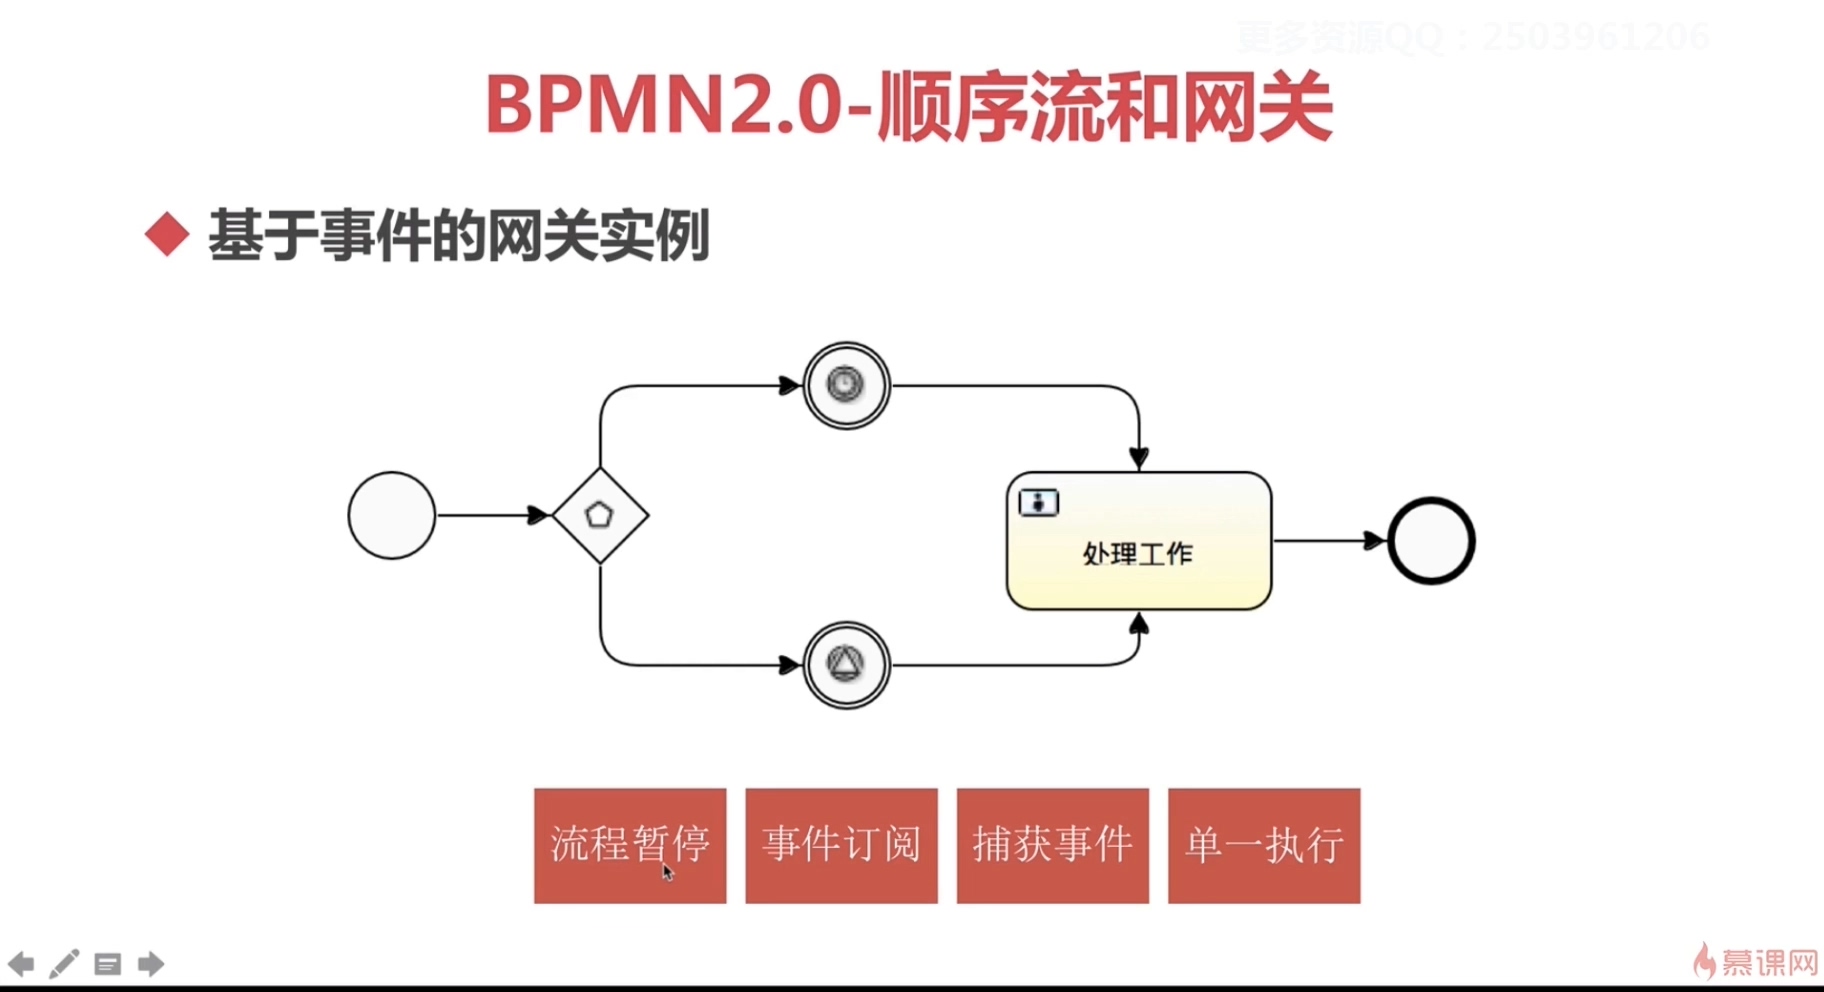 更多资源QQ：2503961206
BPMN2.0-顺序流和网关
基于事件的网关实例
处理工作
流程暂停
事件订阅
捕获事件
单一执行
慕课网